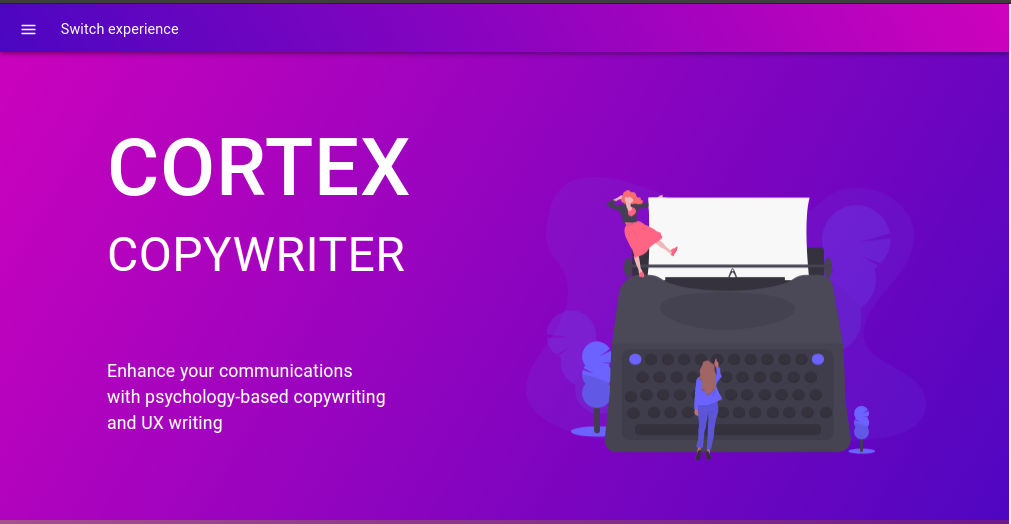 Switch experience
CORTEX
COPYWRITER
Enhance your communications
with psychology-based copywriting
and UX writing